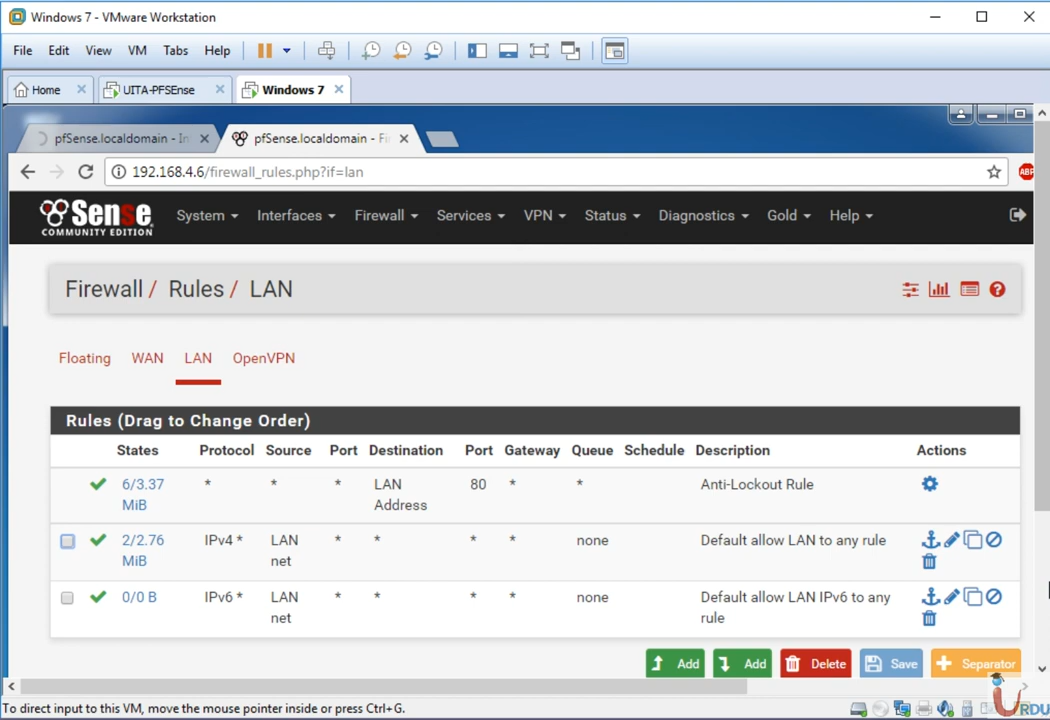 Windows 7 - VMware Workstation
File Edit View VM Tabs Help
Home UITA-PFSEnse Windows 7
pfSense.localdomain - In pfSense.localdomain - Fi
192.168.4.6/firewall_rules.php?if=lan
ABP
Sense
COMMUNITY EDITION
System Interfaces Firewall Services VPN Status Diagnostics Gold Help
Firewall / Rules / LAN
Floating WAN LAN OpenVPN
Rules (Drag to Change Order)
States Protocol Source Port Destination Port Gateway Queue Schedule Description Actions
6/3.37 MiB * * * LAN Address 80 * * Anti-Lockout Rule
2/2.76 MiB IPv4 * LAN net * * * * none Default allow LAN to any rule
0/0 B IPv6 * LAN net * * * * none Default allow LAN IPv6 to any rule
Add Add Delete Save Separator
To direct input to this VM, move the mouse pointer inside or press Ctrl+G.
URDU